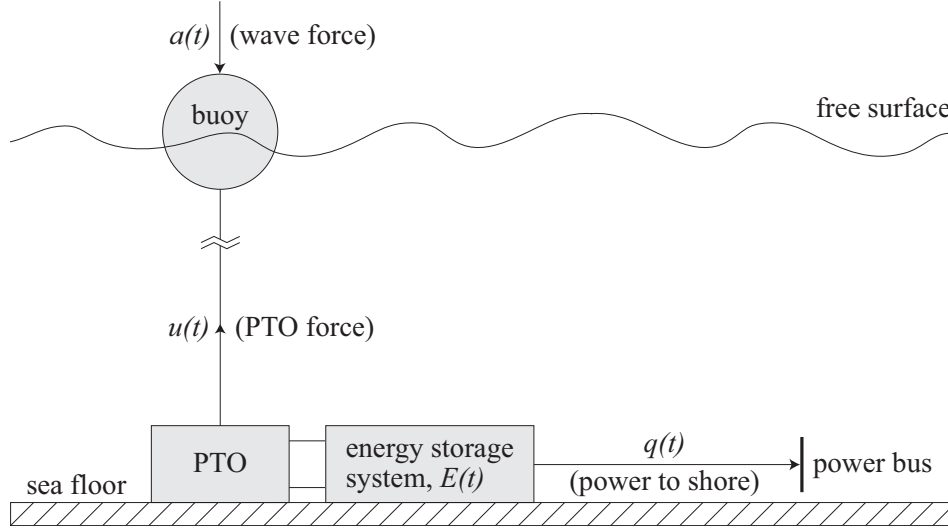 a(t) (wave force)
buoy
free surface
u(t) (PTO force)
PTO
energy storage
system, E(t)
q(t)
(power to shore)
power bus
sea floor